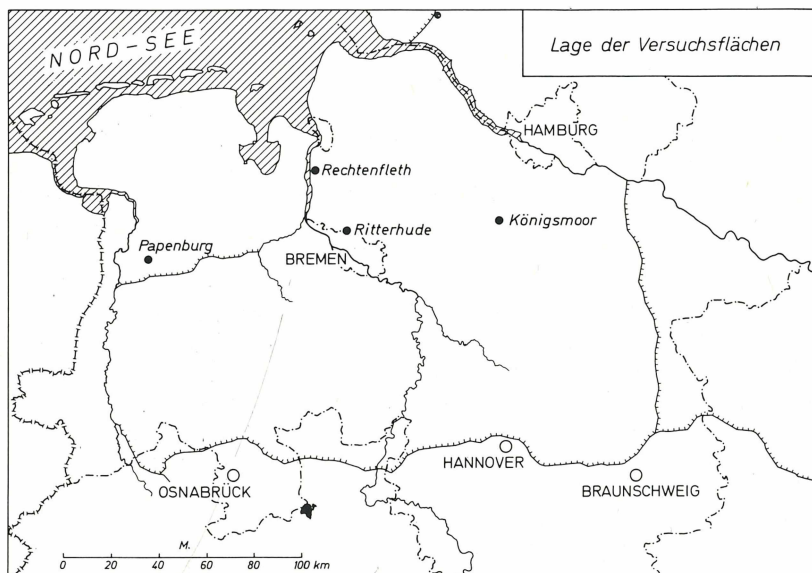 NORD-SEE
Lage der Versuchsflächen
HAMBURG
Rechtenfleth
Königsmoor
Ritterhude
Papenburg
BREMEN
HANNOVER
OSNABRÜCK
BRAUNSCHWEIG
M.
0 20 40 60 80 100 km